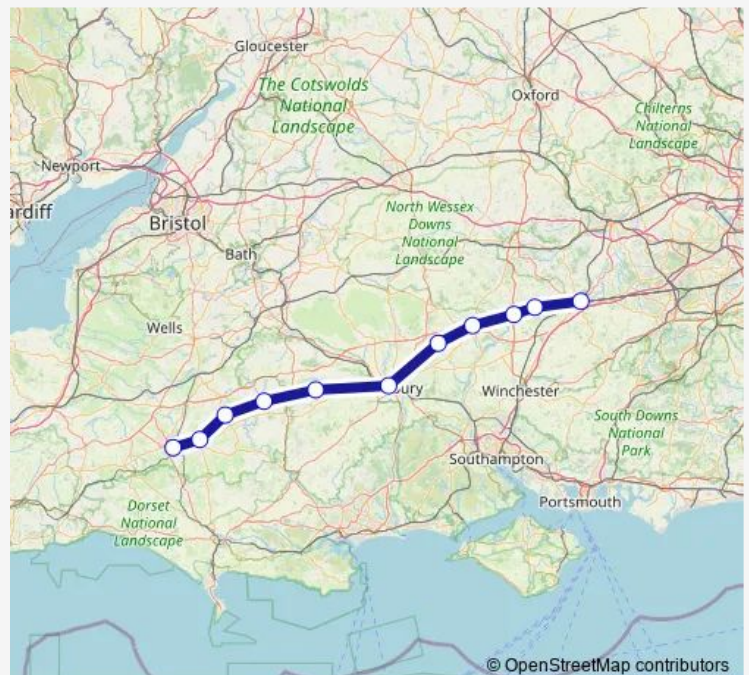 Gloucester
The Cotswolds
National
Landscape
Oxford
Chilterns
National
Landscape
Newport
ardiff
Bristol
North Wessex
Downs
National
Landscape
Bath
Wells
bury
Winchester
South Downs
National
Park
Southampton
Portsmouth
Dorset
National
Landscape
© OpenStreetMap contributors